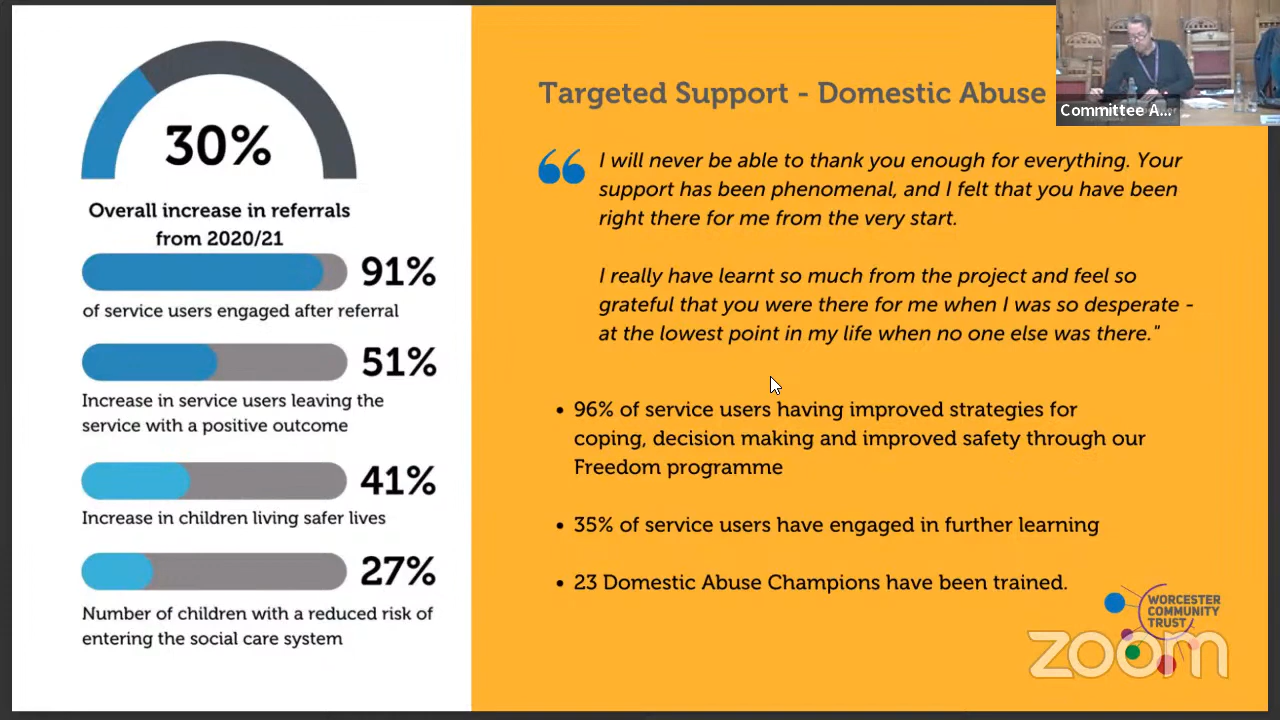 30%
Overall increase in referrals
from 2020/21
91%
of service users engaged after referral
51%
Increase in service users leaving the
service with a positive outcome
41%
Increase in children living safer lives
27%
Number of children with a reduced risk of
entering the social care system
Targeted Support - Domestic Abuse
Committee A...
“ I will never be able to thank you enough for everything. Your
support has been phenomenal, and I felt that you have been
right there for me from the very start.
I really have learnt so much from the project and feel so
grateful that you were there for me when I was so desperate -
at the lowest point in my life when no one else was there."
• 96% of service users having improved strategies for
coping, decision making and improved safety through our
Freedom programme
• 35% of service users have engaged in further learning
• 23 Domestic Abuse Champions have been trained.
WORCESTER
COMMUNITY
TRUST
zoom